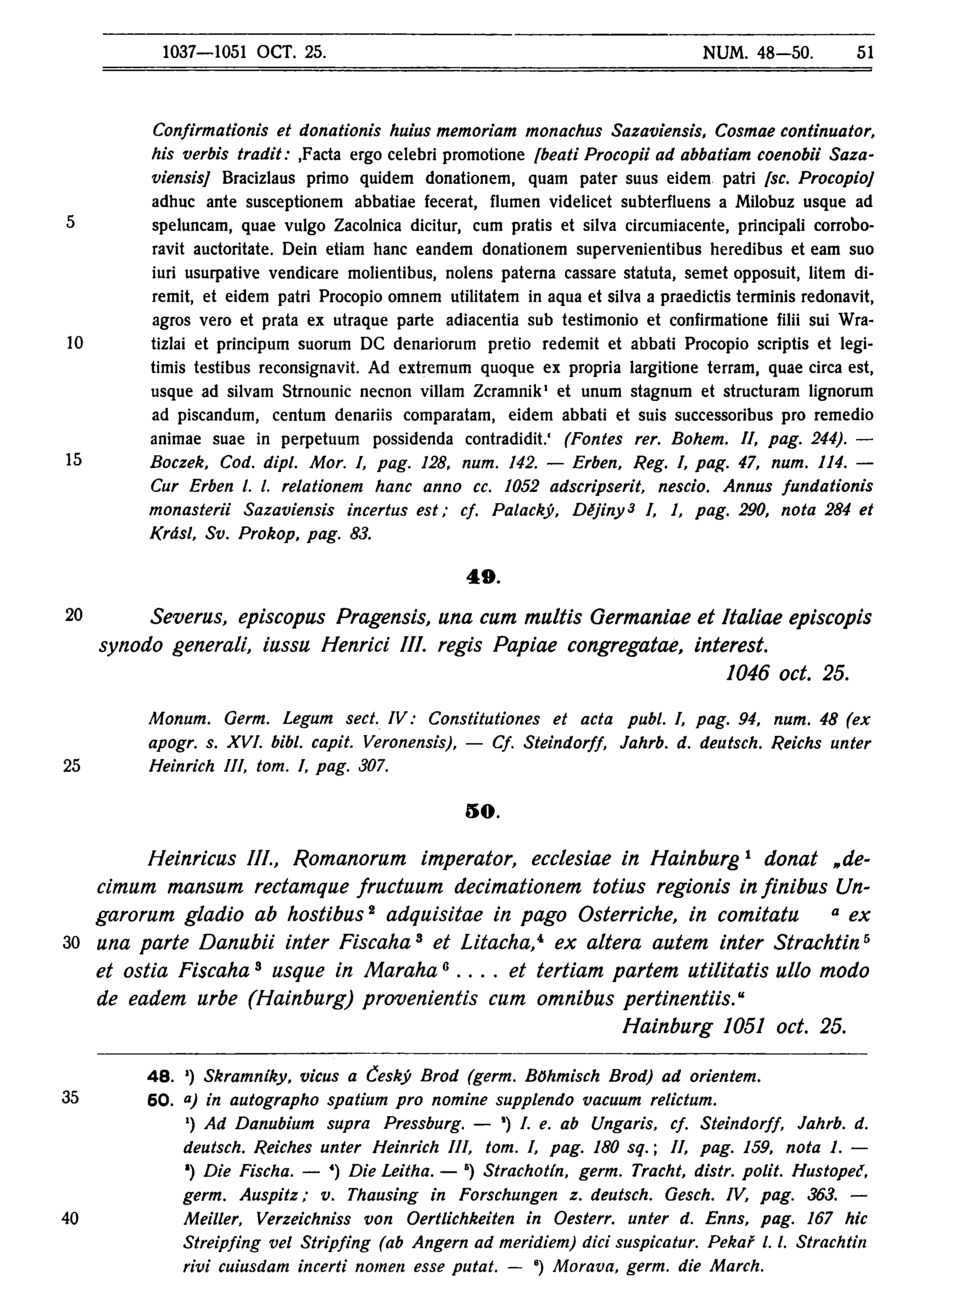 1037—1051 OCT. 25. NUM. 48—50. 51
Confirmationis et donationis huius memoriam monachus Sazaviensis, Cosmae continuator,
his verbis tradit: ‚Facta ergo celebri promotione [beati Procopii ad abbatiam coenobii Saza-
viensis] Bracizlaus primo quidem donationem, quam pater suus eidem patri [sc. Procopio]
adhuc ante susceptionem abbatiae fecerat, flumen videlicet subterfluens a Milobuz usque ad
5 speluncam, quae vulgo Zacolnica dicitur, cum pratis et silva circumiacente, principali corrobo-
ravit auctoritate. Dein etiam hanc eandem donationem supervenientibus heredibus et eam suo
iuri usurpative vendicare molientibus, nolens paterna cassare statuta, semet opposuit, litem di-
remit, et eidem patri Procopio omnem utilitatem in aqua et silva a praedictis terminis redonavit,
agros vero et prata ex utraque parte adiacentia sub testimonio et confirmatione filii sui Wra-
10 tizlai et principum suorum DC denariorum pretio redemit et abbati Procopio scriptis et legi-
timis testibus reconsignavit. Ad extremum quoque ex propria largitione terram, quae circa est,
usque ad silvam Strnounic necnon villam Zcramnik¹ et unum stagnum et structuram lignorum
ad piscandum, centum denariis comparatam, eidem abbati et suis successoribus pro remedio
animae suae in perpetuum possidenda contradidit.‘ (Fontes rer. Bohem. II, pag. 244). —
15 Boczek, Cod. dipl. Mor. I, pag. 128, num. 142. — Erben, Reg. I, pag. 47, num. 114. —
Cur Erben l. l. relationem hanc anno cc. 1052 adscripserit, nescio. Annus fundationis
monasterii Sazaviensis incertus est; cf. Palacký, Dějiny³ I, 1, pag. 290, nota 284 et
Krásl, Sv. Prokop, pag. 83.
49.
20 Severus, episcopus Pragensis, una cum multis Germaniae et Italiae episcopis
synodo generali, iussu Henrici III. regis Papiae congregatae, interest.
1046 oct. 25.
Monum. Germ. Legum sect. IV: Constitutiones et acta publ. I, pag. 94, num. 48 (ex
apogr. s. XVI. bibl. capit. Veronensis), — Cf. Steindorff, Jahrb. d. deutsch. Reichs unter
25 Heinrich III, tom. I, pag. 307.
50.
Heinricus III., Romanorum imperator, ecclesiae in Hainburg¹ donat „de-
cimum mansum rectamque fructuum decimationem totius regionis in finibus Un-
garorum gladio ab hostibus² adquisitae in pago Osterriche, in comitatu ᵃ ex
30 una parte Danubii inter Fiscaha³ et Litacha,⁴ ex altera autem inter Strachtin⁵
et ostia Fiscaha³ usque in Maraha⁶ . . . . et tertiam partem utilitatis ullo modo
de eadem urbe (Hainburg) provenientis cum omnibus pertinentiis.“
Hainburg 1051 oct. 25.
48. ¹) Skramníky, vicus a Český Brod (germ. Böhmisch Brod) ad orientem.
35 50. a) in autographo spatium pro nomine supplendo vacuum relictum.
¹) Ad Danubium supra Pressburg. — ²) I. e. ab Ungaris, cf. Steindorff, Jahrb. d.
deutsch. Reiches unter Heinrich III, tom. I, pag. 180 sq.; II, pag. 159, nota 1. —
³) Die Fischa. — ⁴) Die Leitha. — ⁵) Strachotín, germ. Tracht, distr. polit. Hustopeč,
germ. Auspitz; v. Thausing in Forschungen z. deutsch. Gesch. IV, pag. 363. —
40 Meiller, Verzeichniss von Oertlichkeiten in Oesterr. unter d. Enns, pag. 167 hic
Streipfing vel Stripfing (ab Angern ad meridiem) dici suspicatur. Pekař l. l. Strachtin
rivi cuiusdam incerti nomen esse putat. — ⁶) Morava, germ. die March.